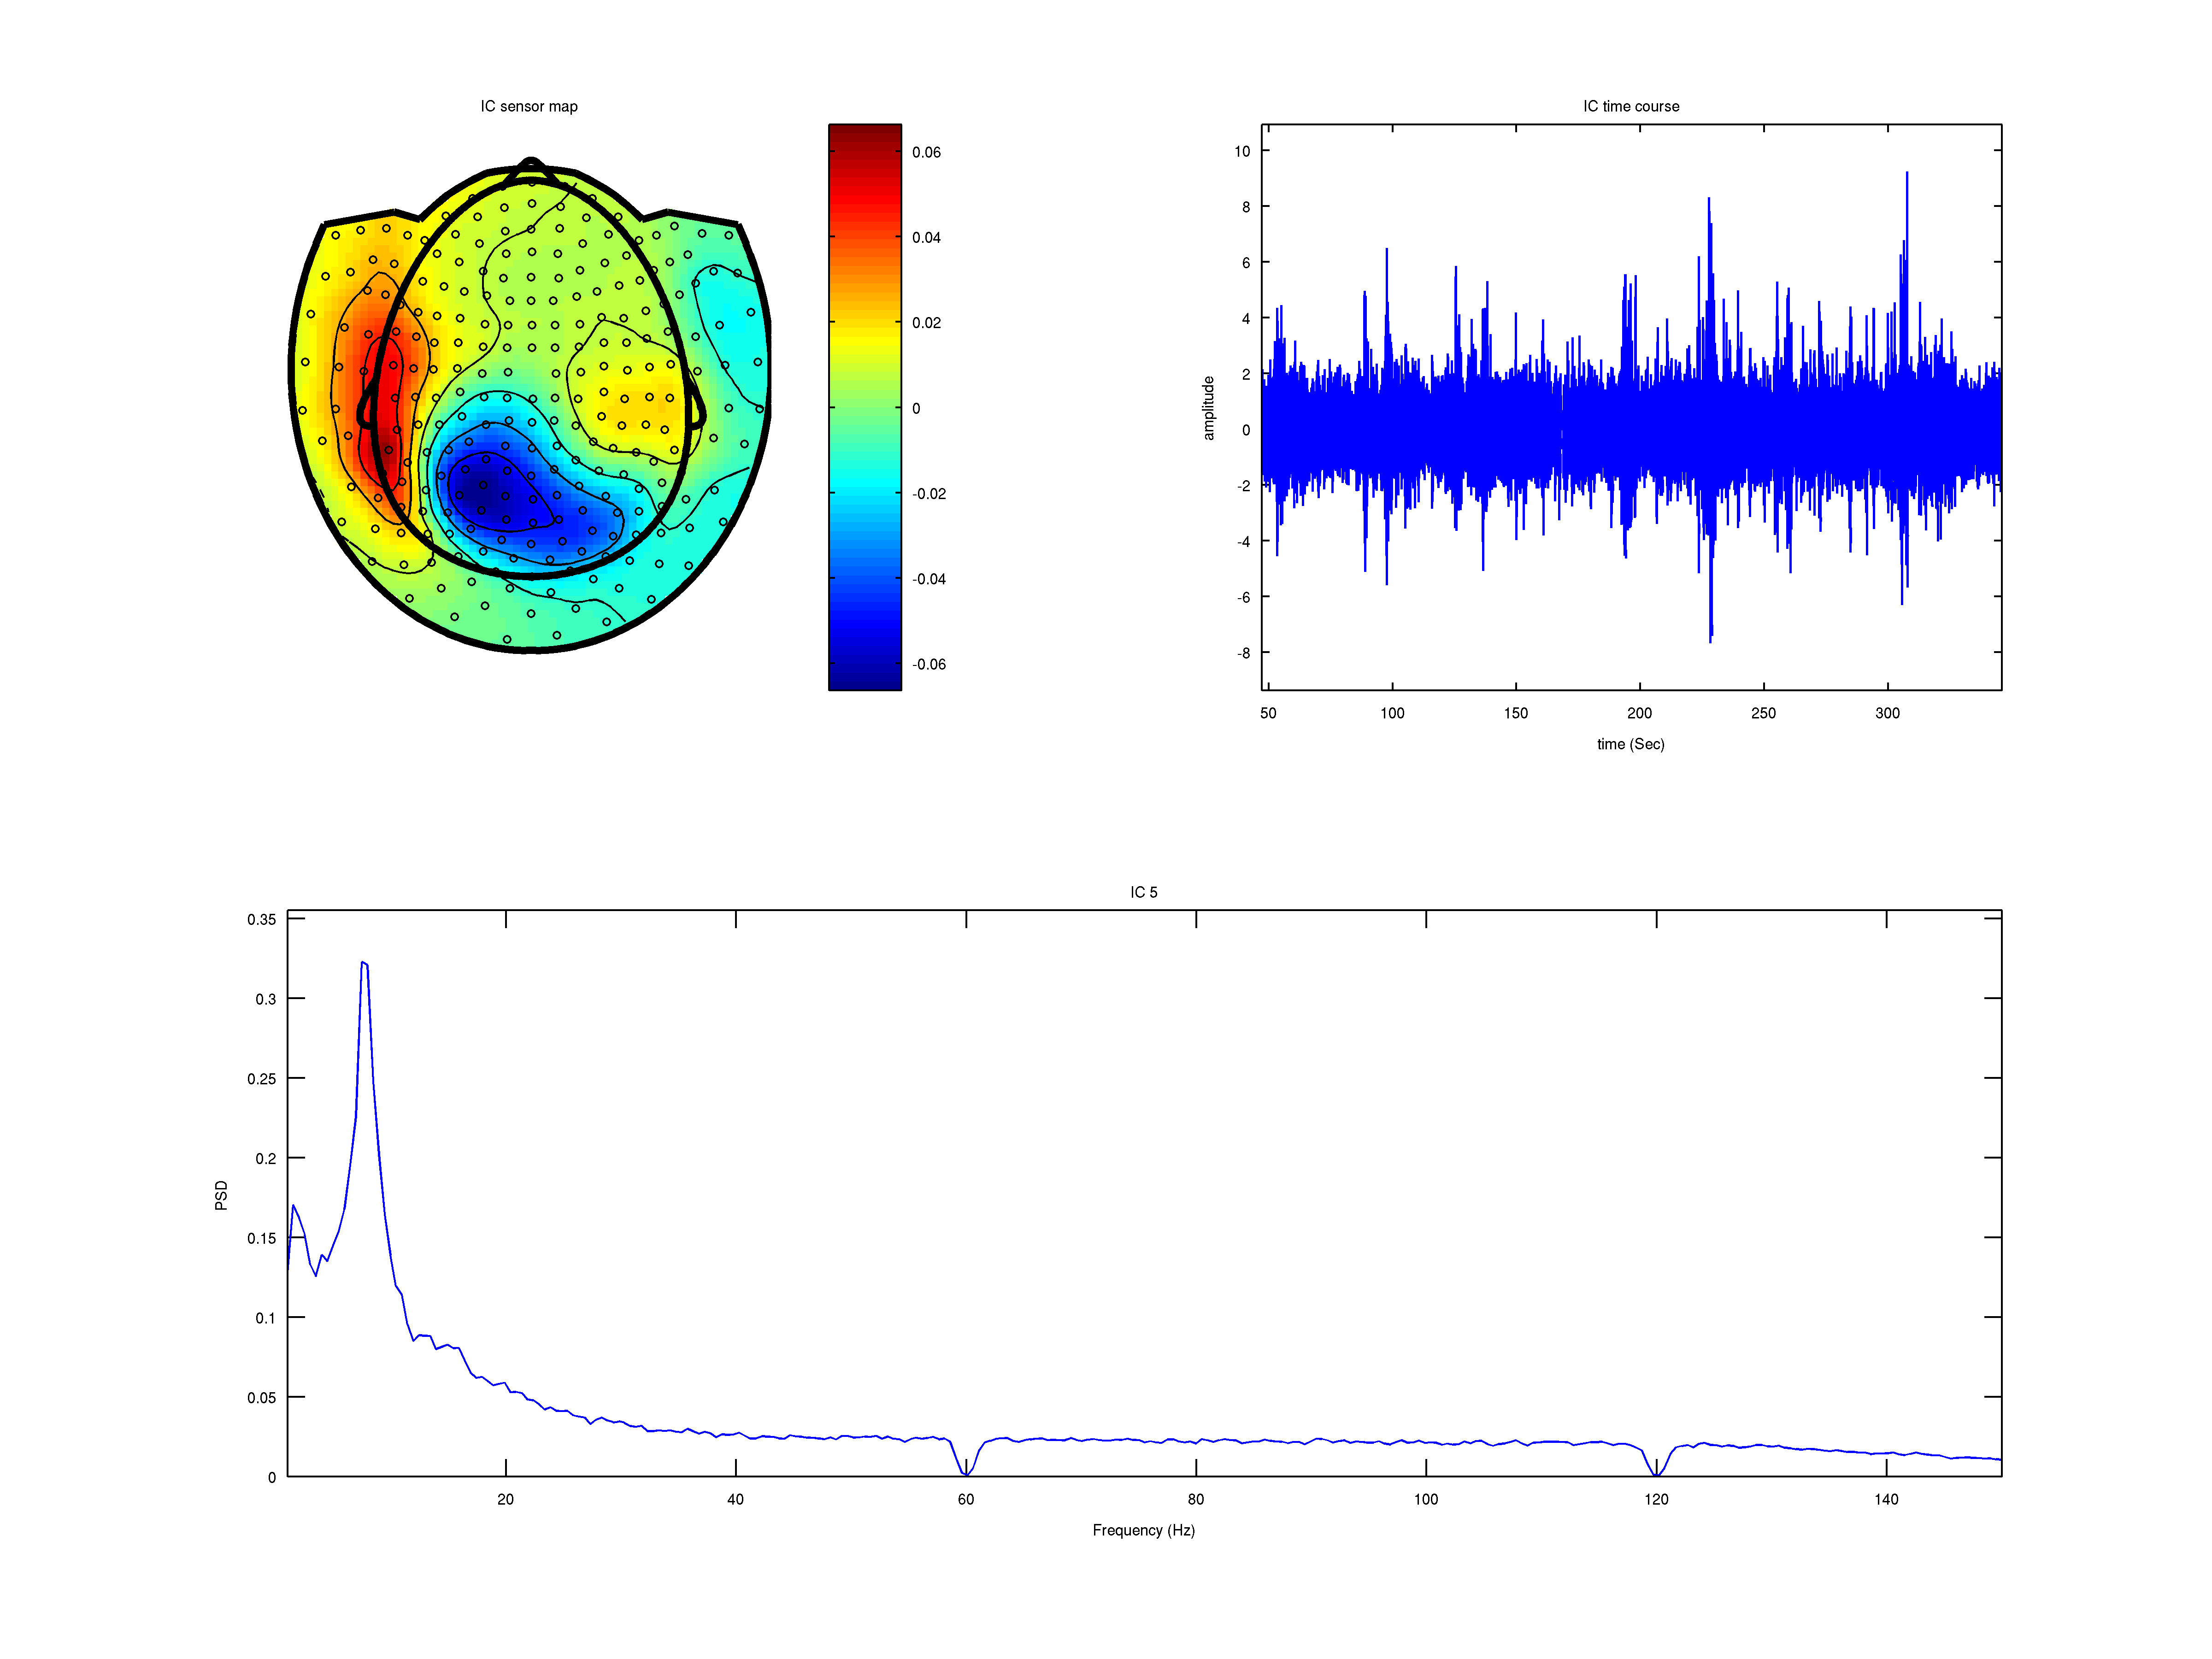 IC sensor map
0.06
0.04
0.02
0
-0.02
-0.04
-0.06
IC time course
10
8
6
4
2
0
-2
-4
-6
-8
amplitude
50 100 150 200 250 300
time (Sec)
IC 5
0.35
0.3
0.25
0.2
0.15
0.1
0.05
0
PSD
20 40 60 80 100 120 140
Frequency (Hz)